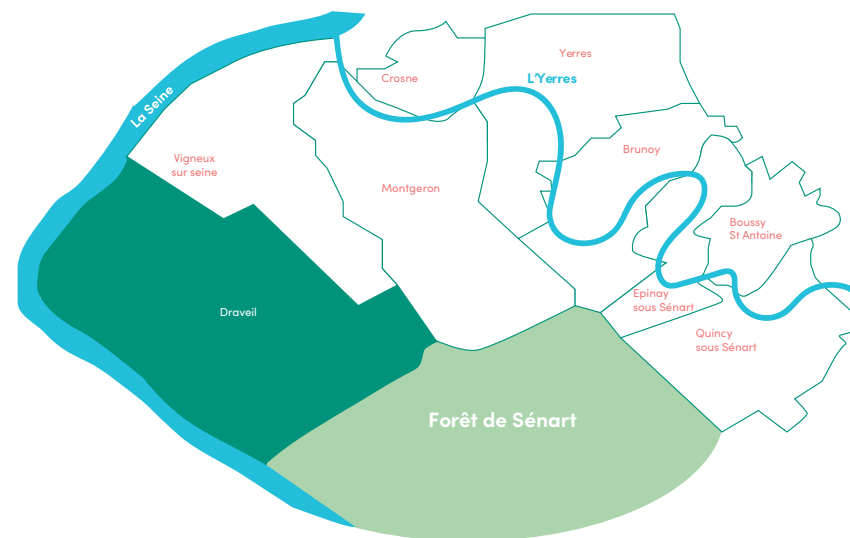 Yerres
Crosne
L'Yerres
La Seine
Brunoy
Vigneux
sur seine
Montgeron
Boussy
St Antoine
Epinay
sous Sénart
Draveil
Quincy
sous Sénart
Forêt de Sénart